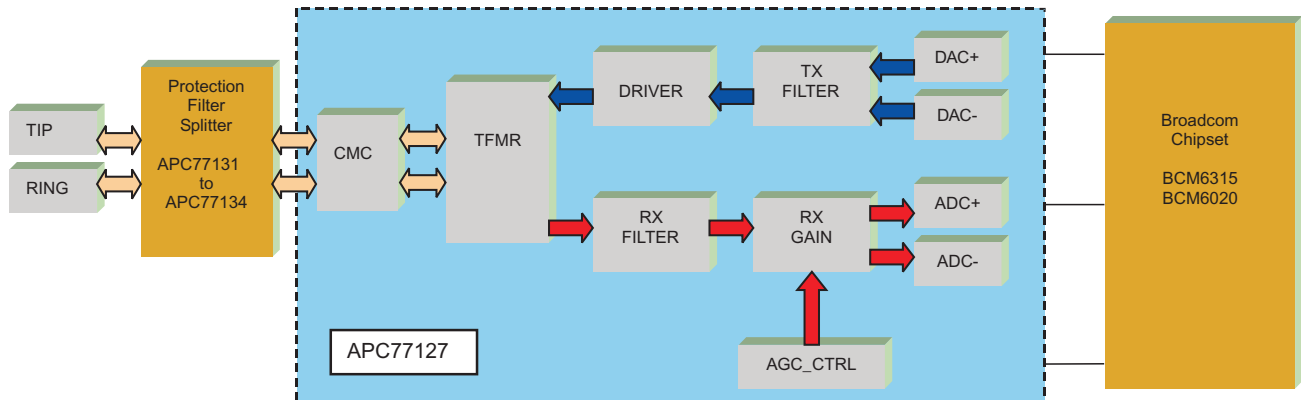 TIP
RING
Protection
Filter
Splitter
APC77131
to
APC77134
CMC
TFMR
DRIVER
TX
FILTER
DAC+
DAC-
RX
FILTER
RX
GAIN
ADC+
ADC-
AGC_CTRL
APC77127
Broadcom
Chipset
BCM6315
BCM6020